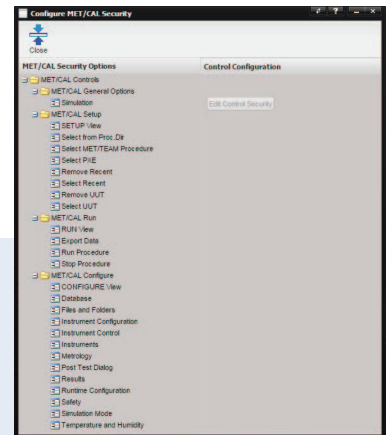 Configure MET/CAL Security
Close
MET/CAL Security Options
Control Configuration
MET/CAL Controls
MET/CAL General Options
Simulation
Edit Control Security
MET/CAL Setup
SETUP View
Select from Proc.Dir
Select MET/TEAM Procedure
Select PXE
Remove Recent
Select Recent
Remove UUT
Select UUT
MET/CAL Run
RUN View
Export Data
Run Procedure
Stop Procedure
MET/CAL Configure
CONFIGURE View
Database
Files and Folders
Instrument Configuration
Instrument Control
Instruments
Metrology
Post Test Dialog
Results
Runtime Configuration
Safety
Simulation Mode
Temperature and Humidity